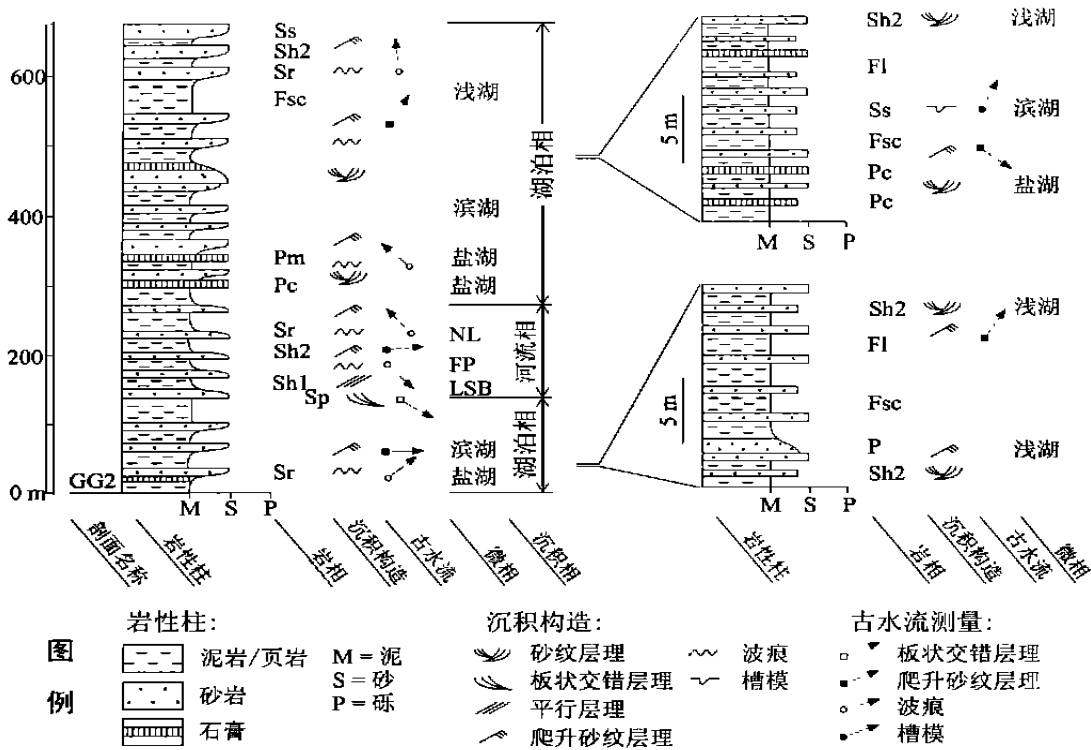 600
400
200
0 m
GG2
M S P
Ss
Sh2
Sr
Fsc
Pm
Pc
Sr
Sh2
Sh1
Sp
Sr
浅湖
滨湖
盐湖
盐湖
NL
FP
LSB
滨湖
盐湖
湖泊相
河流相
湖泊相
剖面名称
岩性柱
岩相
沉积构造
古水流
微相
沉积相
5 m
M S P
Sh2
Fl
Ss
Fsc
Pc
Pc
浅湖
滨湖
盐湖
5 m
M S P
Sh2
Fl
Fsc
P
Sh2
浅湖
浅湖
岩性柱
岩相
沉积构造
古水流
微相
图例
岩性柱:
泥岩/页岩
砂岩
石膏
M = 泥
S = 砂
P = 砾
沉积构造:
砂纹层理
板状交错层理
平行层理
爬升砂纹层理
波痕
槽模
古水流测量:
板状交错层理
爬升砂纹层理
波痕
槽模